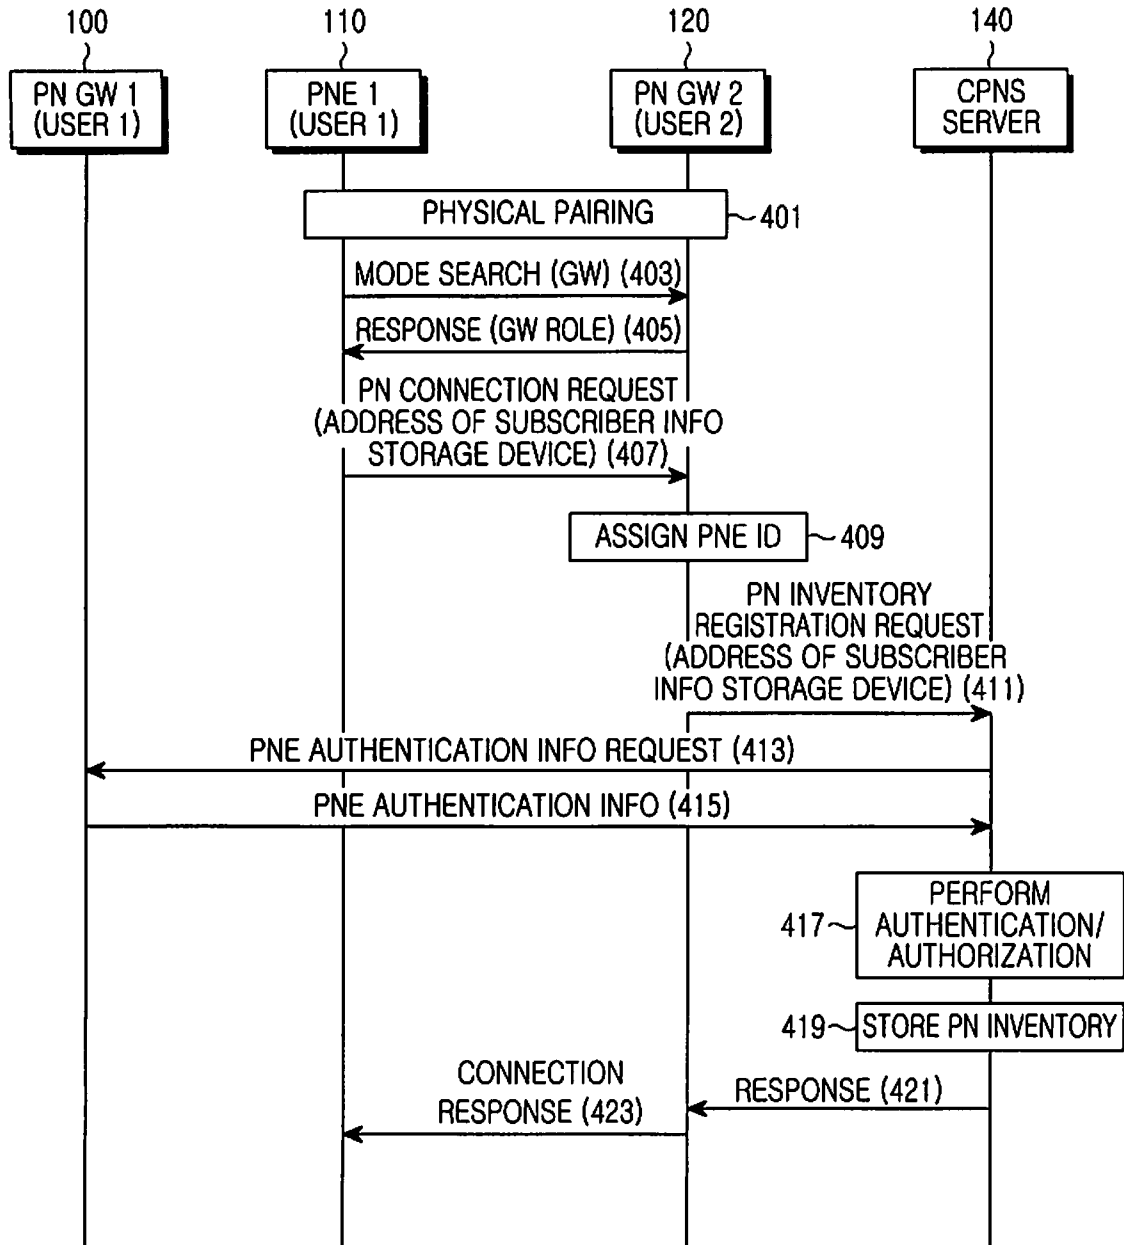 100
110
120
140
PN GW 1
(USER 1)
PNE 1
(USER 1)
PN GW 2
(USER 2)
CPNS
SERVER
PHYSICAL PAIRING
401
MODE SEARCH (GW) (403)
RESPONSE (GW ROLE) (405)
PN CONNECTION REQUEST
(ADDRESS OF SUBSCRIBER INFO
STORAGE DEVICE) (407)
ASSIGN PNE ID
409
PN INVENTORY
REGISTRATION REQUEST
(ADDRESS OF SUBSCRIBER
INFO STORAGE DEVICE) (411)
PNE AUTHENTICATION INFO REQUEST (413)
PNE AUTHENTICATION INFO (415)
417
PERFORM
AUTHENTICATION/
AUTHORIZATION
419
STORE PN INVENTORY
RESPONSE (421)
CONNECTION
RESPONSE (423)